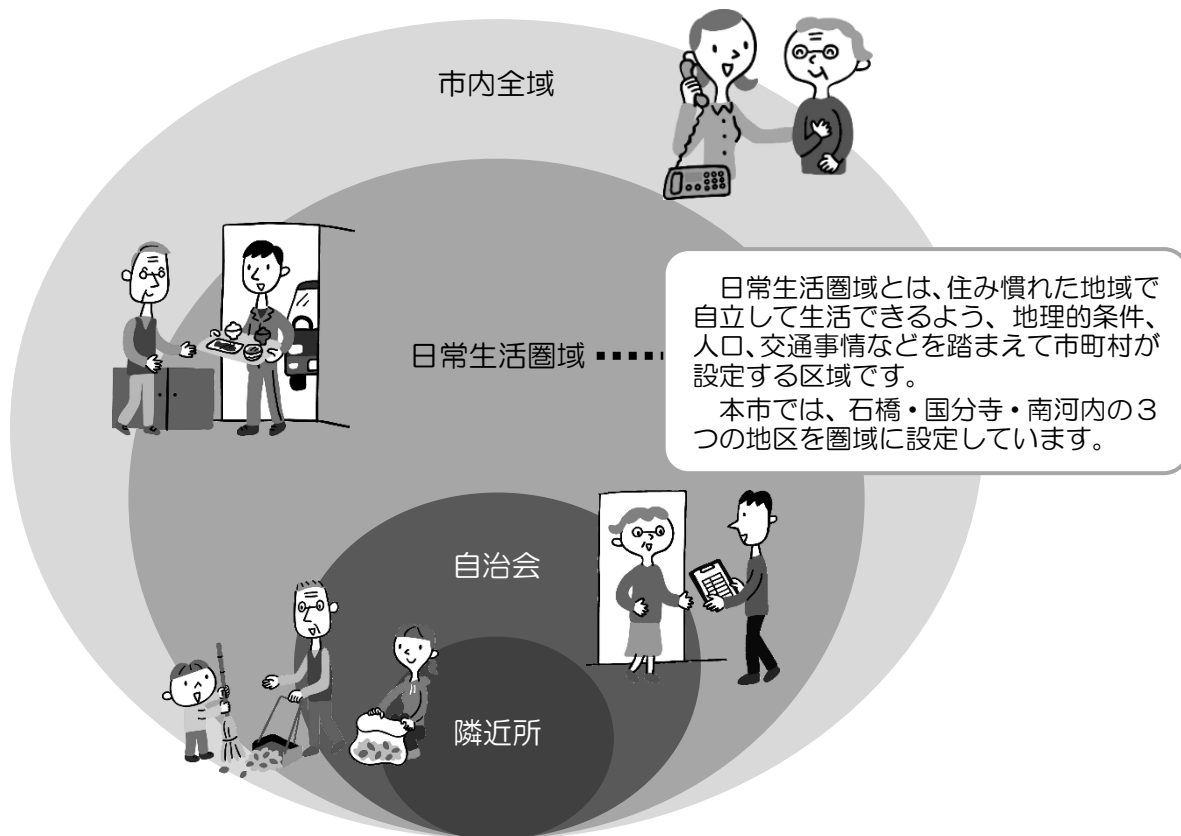 市内全域
日常生活圏域
　日常生活圏域とは、住み慣れた地域で
自立して生活できるよう、地理的条件、
人口、交通事情などを踏まえて市町村が
設定する区域です。
　本市では、石橋・国分寺・南河内の３
つの地区を圏域に設定しています。
自治会
隣近所